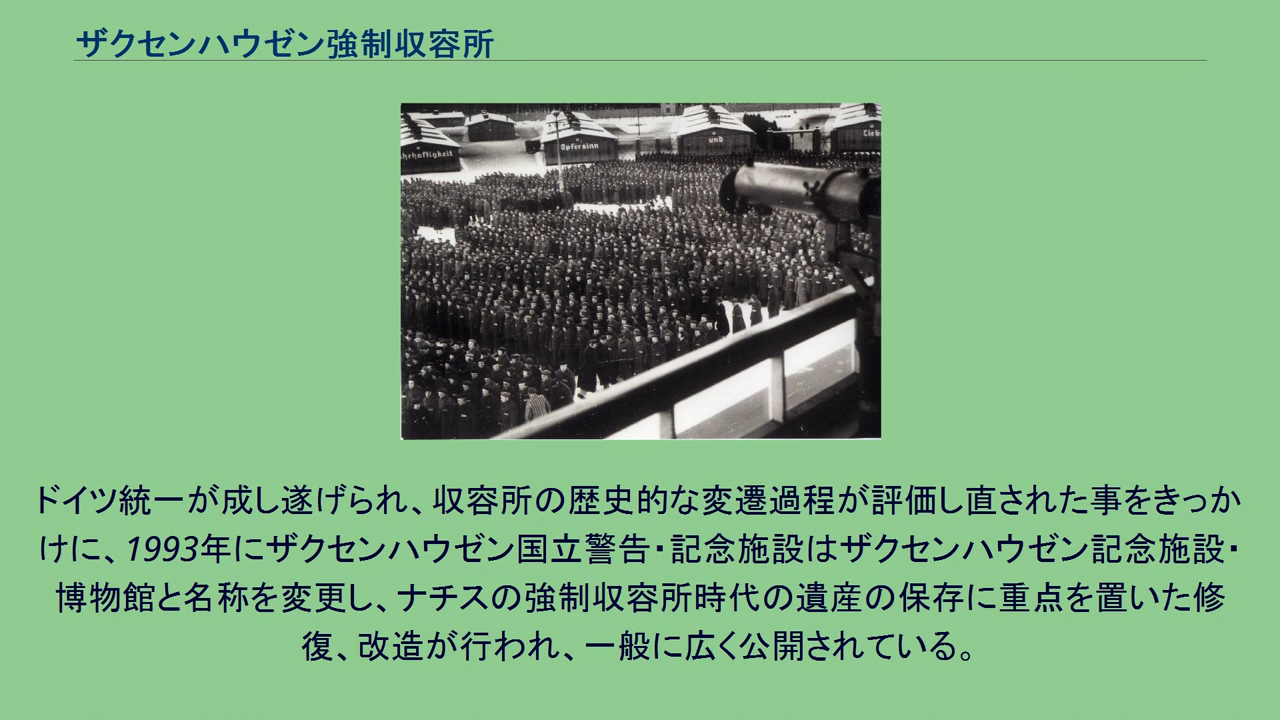 ザクセンハウゼン強制収容所
hrhaftigkeit
Opfersinn
und
Liebe
ドイツ統一が成し遂げられ、収容所の歴史的な変遷過程が評価し直された事をきっか
けに、1993年にザクセンハウゼン国立警告・記念施設はザクセンハウゼン記念施設・
博物館と名称を変更し、ナチスの強制収容所時代の遺産の保存に重点を置いた修
復、改造が行われ、一般に広く公開されている。